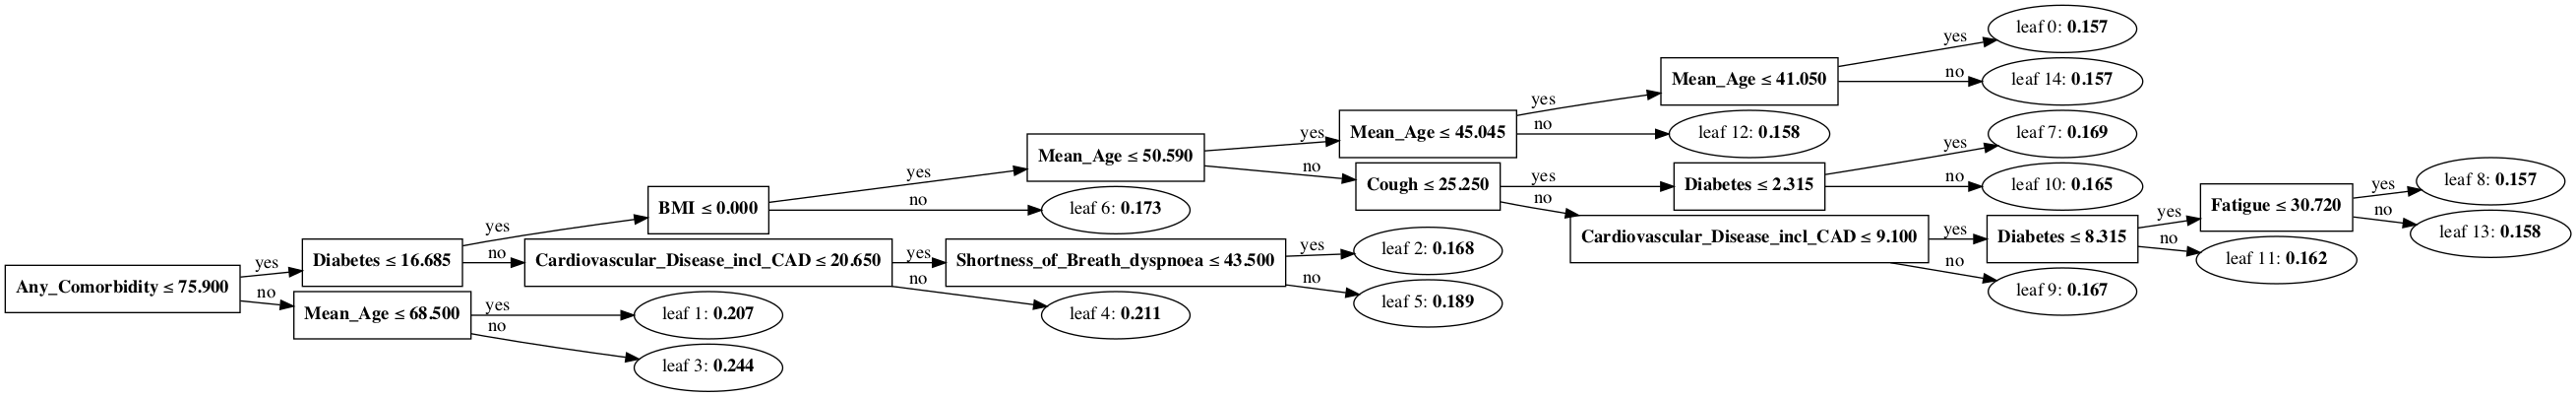 Any_Comorbidity ≤ 75.900
yes
no
Diabetes ≤ 16.685
yes
no
Mean_Age ≤ 68.500
yes
no
BMI ≤ 0.000
yes
no
Cardiovascular_Disease_incl_CAD ≤ 20.650
yes
no
leaf 1: 0.207
leaf 3: 0.244
Mean_Age ≤ 50.590
yes
no
leaf 6: 0.173
Shortness_of_Breath_dyspnoea ≤ 43.500
yes
no
leaf 4: 0.211
Mean_Age ≤ 45.045
yes
no
Cough ≤ 25.250
yes
no
leaf 2: 0.168
leaf 5: 0.189
Mean_Age ≤ 41.050
yes
no
leaf 12: 0.158
Diabetes ≤ 2.315
yes
no
Cardiovascular_Disease_incl_CAD ≤ 9.100
yes
no
leaf 0: 0.157
leaf 14: 0.157
leaf 7: 0.169
leaf 10: 0.165
Diabetes ≤ 8.315
yes
no
leaf 9: 0.167
Fatigue ≤ 30.720
yes
no
leaf 11: 0.162
leaf 8: 0.157
leaf 13: 0.158